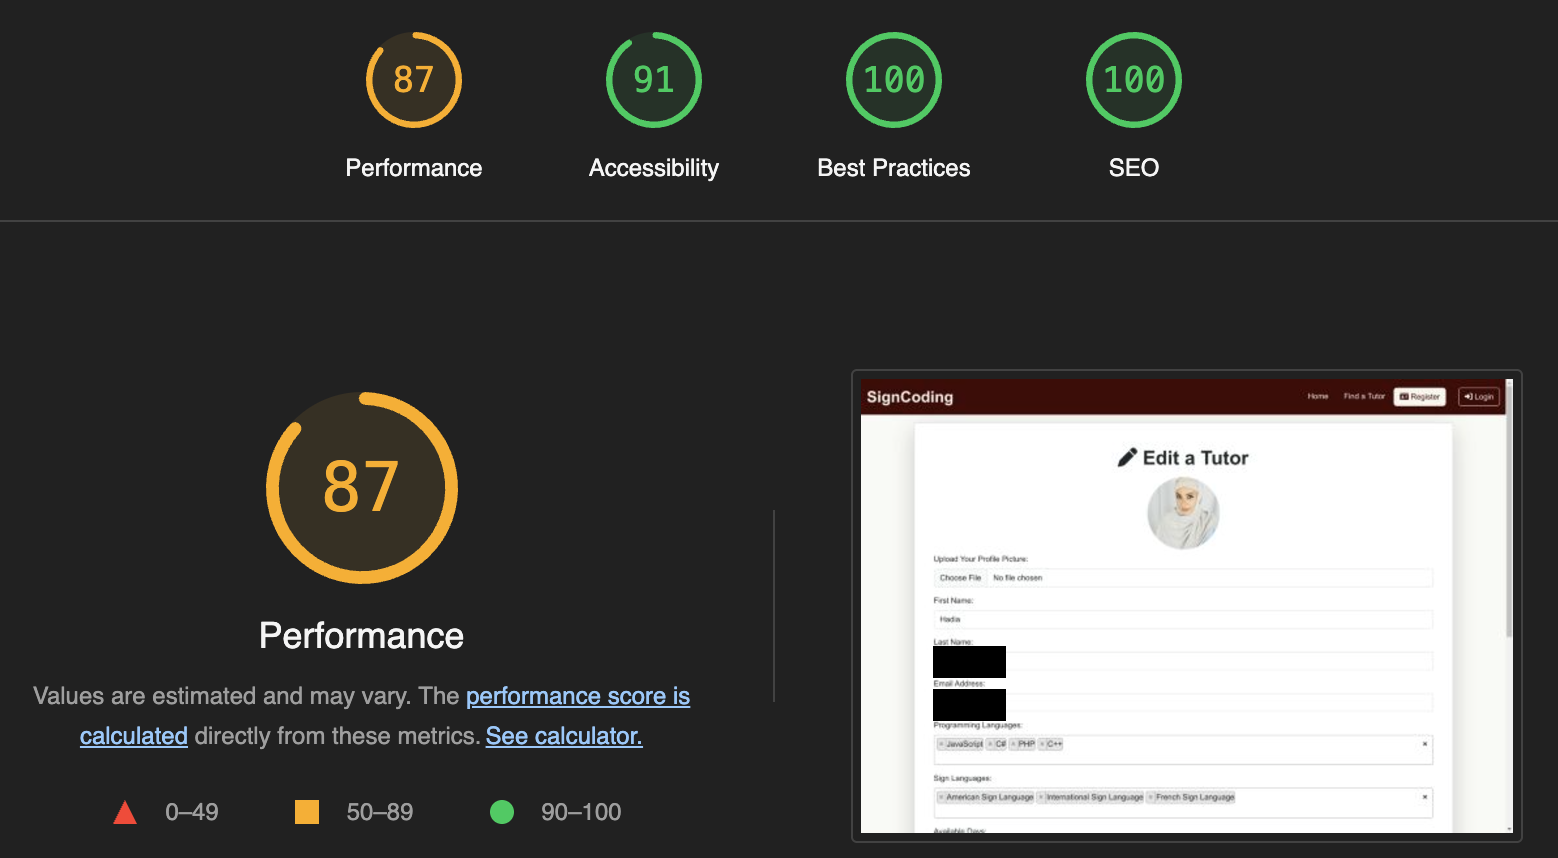 87
91
100
100
Performance
Accessibility
Best Practices
SEO
87
Performance
Values are estimated and may vary. The performance score is
calculated directly from these metrics. See calculator.
0–49
50–89
90–100
SignCoding
Home
Find a Tutor
Register
Login
Edit a Tutor
Upload Your Profile Picture:
Choose File No file chosen
First Name:
Hadia
Last Name:
Email Address:
Programming Languages:
× JavaScript × C# × PHP × C++ ×
Sign Languages:
× American Sign Language × International Sign Language × French Sign Language ×
Available Days: